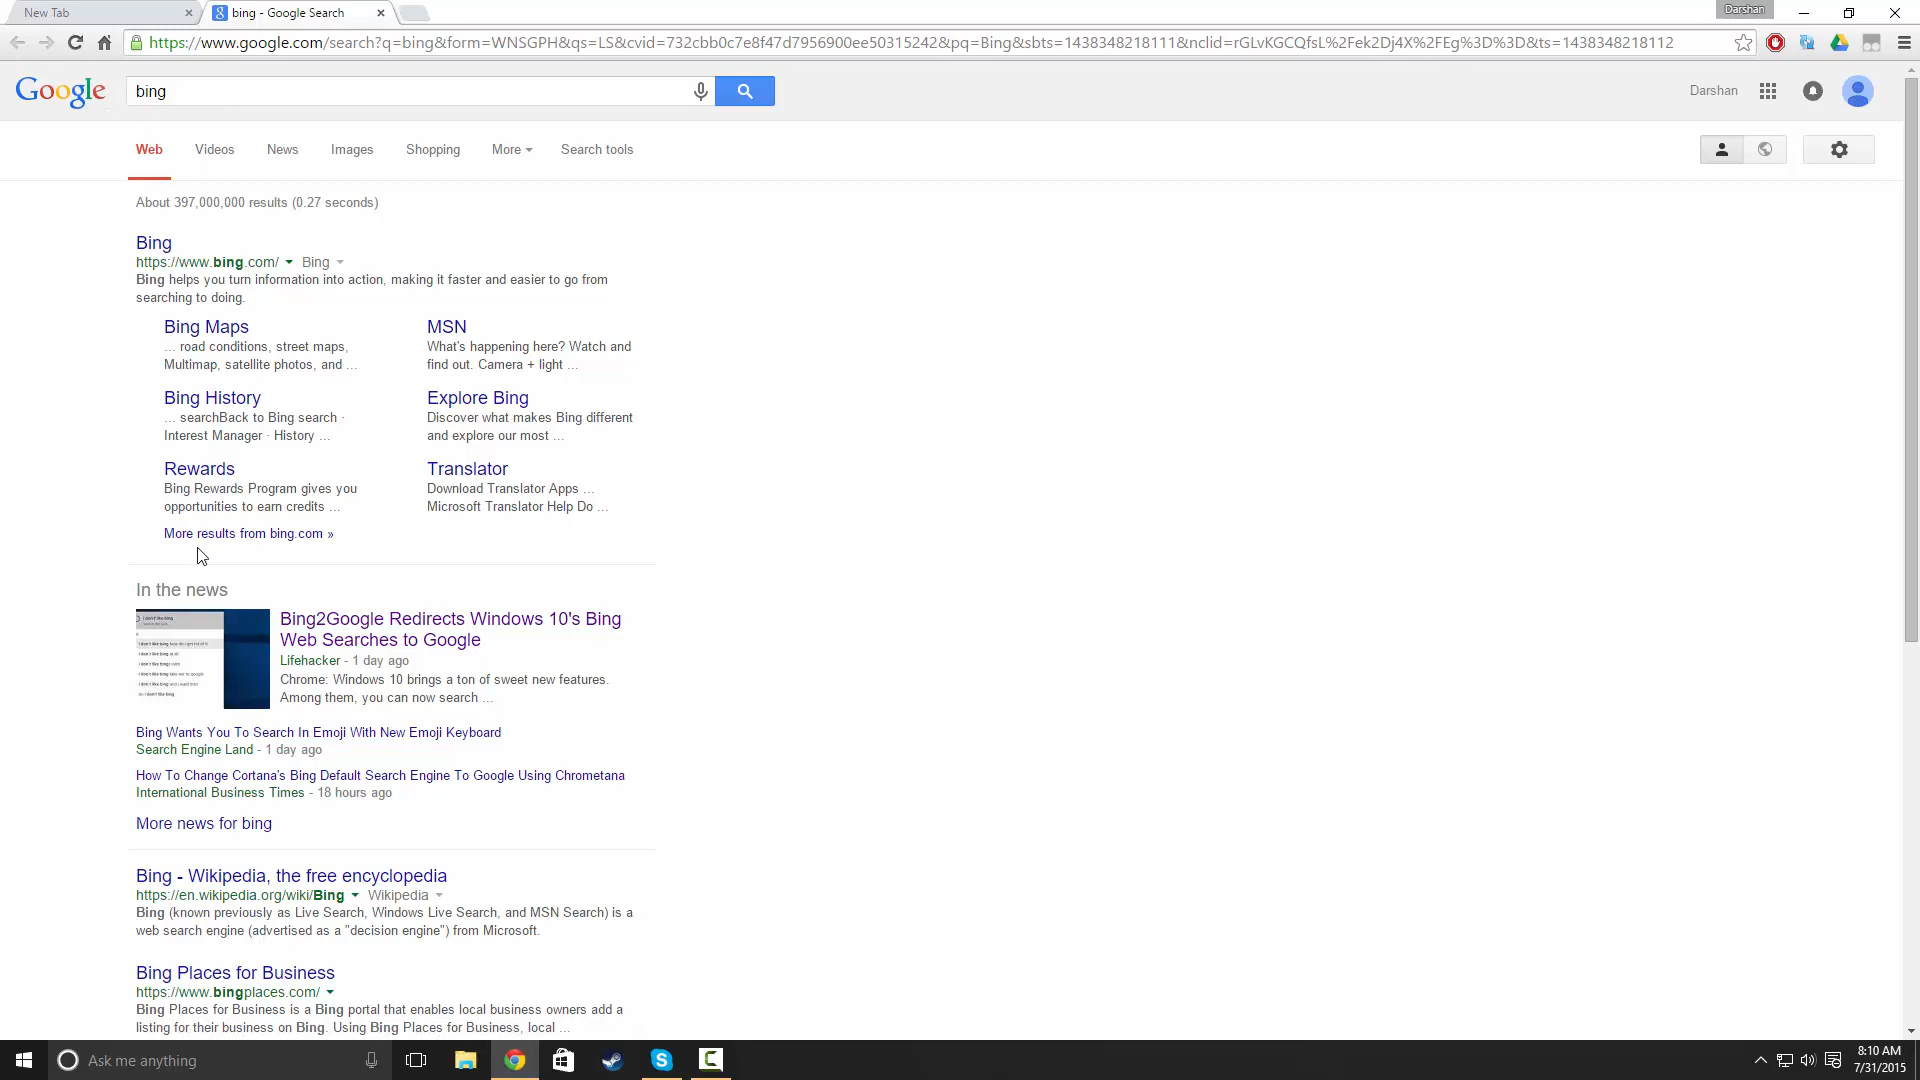 New Tab
bing - Google Search
Darshan
https://www.google.com/search?q=bing&form=WNSGPH&qs=LS&cvid=732cbb0c7e8f47d7956900ee50315242&pq=Bing&sbts=1438348218111&nclid=rGLvKGCQfsL%2Fek2Dj4X%2FEg%3D%3D&ts=1438348218112
Google
bing
Darshan
Web Videos News Images Shopping More Search tools
About 397,000,000 results (0.27 seconds)
Bing
https://www.bing.com/ Bing
Bing helps you turn information into action, making it faster and easier to go from
searching to doing.
Bing Maps
... road conditions, street maps,
Multimap, satellite photos, and ...
MSN
What's happening here? Watch and
find out. Camera + light ...
Bing History
... searchBack to Bing search ·
Interest Manager · History ...
Explore Bing
Discover what makes Bing different
and explore our most ...
Rewards
Bing Rewards Program gives you
opportunities to earn credits ...
Translator
Download Translator Apps ...
Microsoft Translator Help Do ...
More results from bing.com »
In the news
Bing2Google Redirects Windows 10's Bing
Web Searches to Google
Lifehacker - 1 day ago
Chrome: Windows 10 brings a ton of sweet new features.
Among them, you can now search ...
Bing Wants You To Search In Emoji With New Emoji Keyboard
Search Engine Land - 1 day ago
How To Change Cortana's Bing Default Search Engine To Google Using Chrometana
International Business Times - 18 hours ago
More news for bing
Bing - Wikipedia, the free encyclopedia
https://en.wikipedia.org/wiki/Bing Wikipedia
Bing (known previously as Live Search, Windows Live Search, and MSN Search) is a
web search engine (advertised as a "decision engine") from Microsoft.
Bing Places for Business
https://www.bingplaces.com/
Bing Places for Business is a Bing portal that enables local business owners add a
listing for their business on Bing. Using Bing Places for Business, local ...
Ask me anything
8:10 AM
7/31/2015